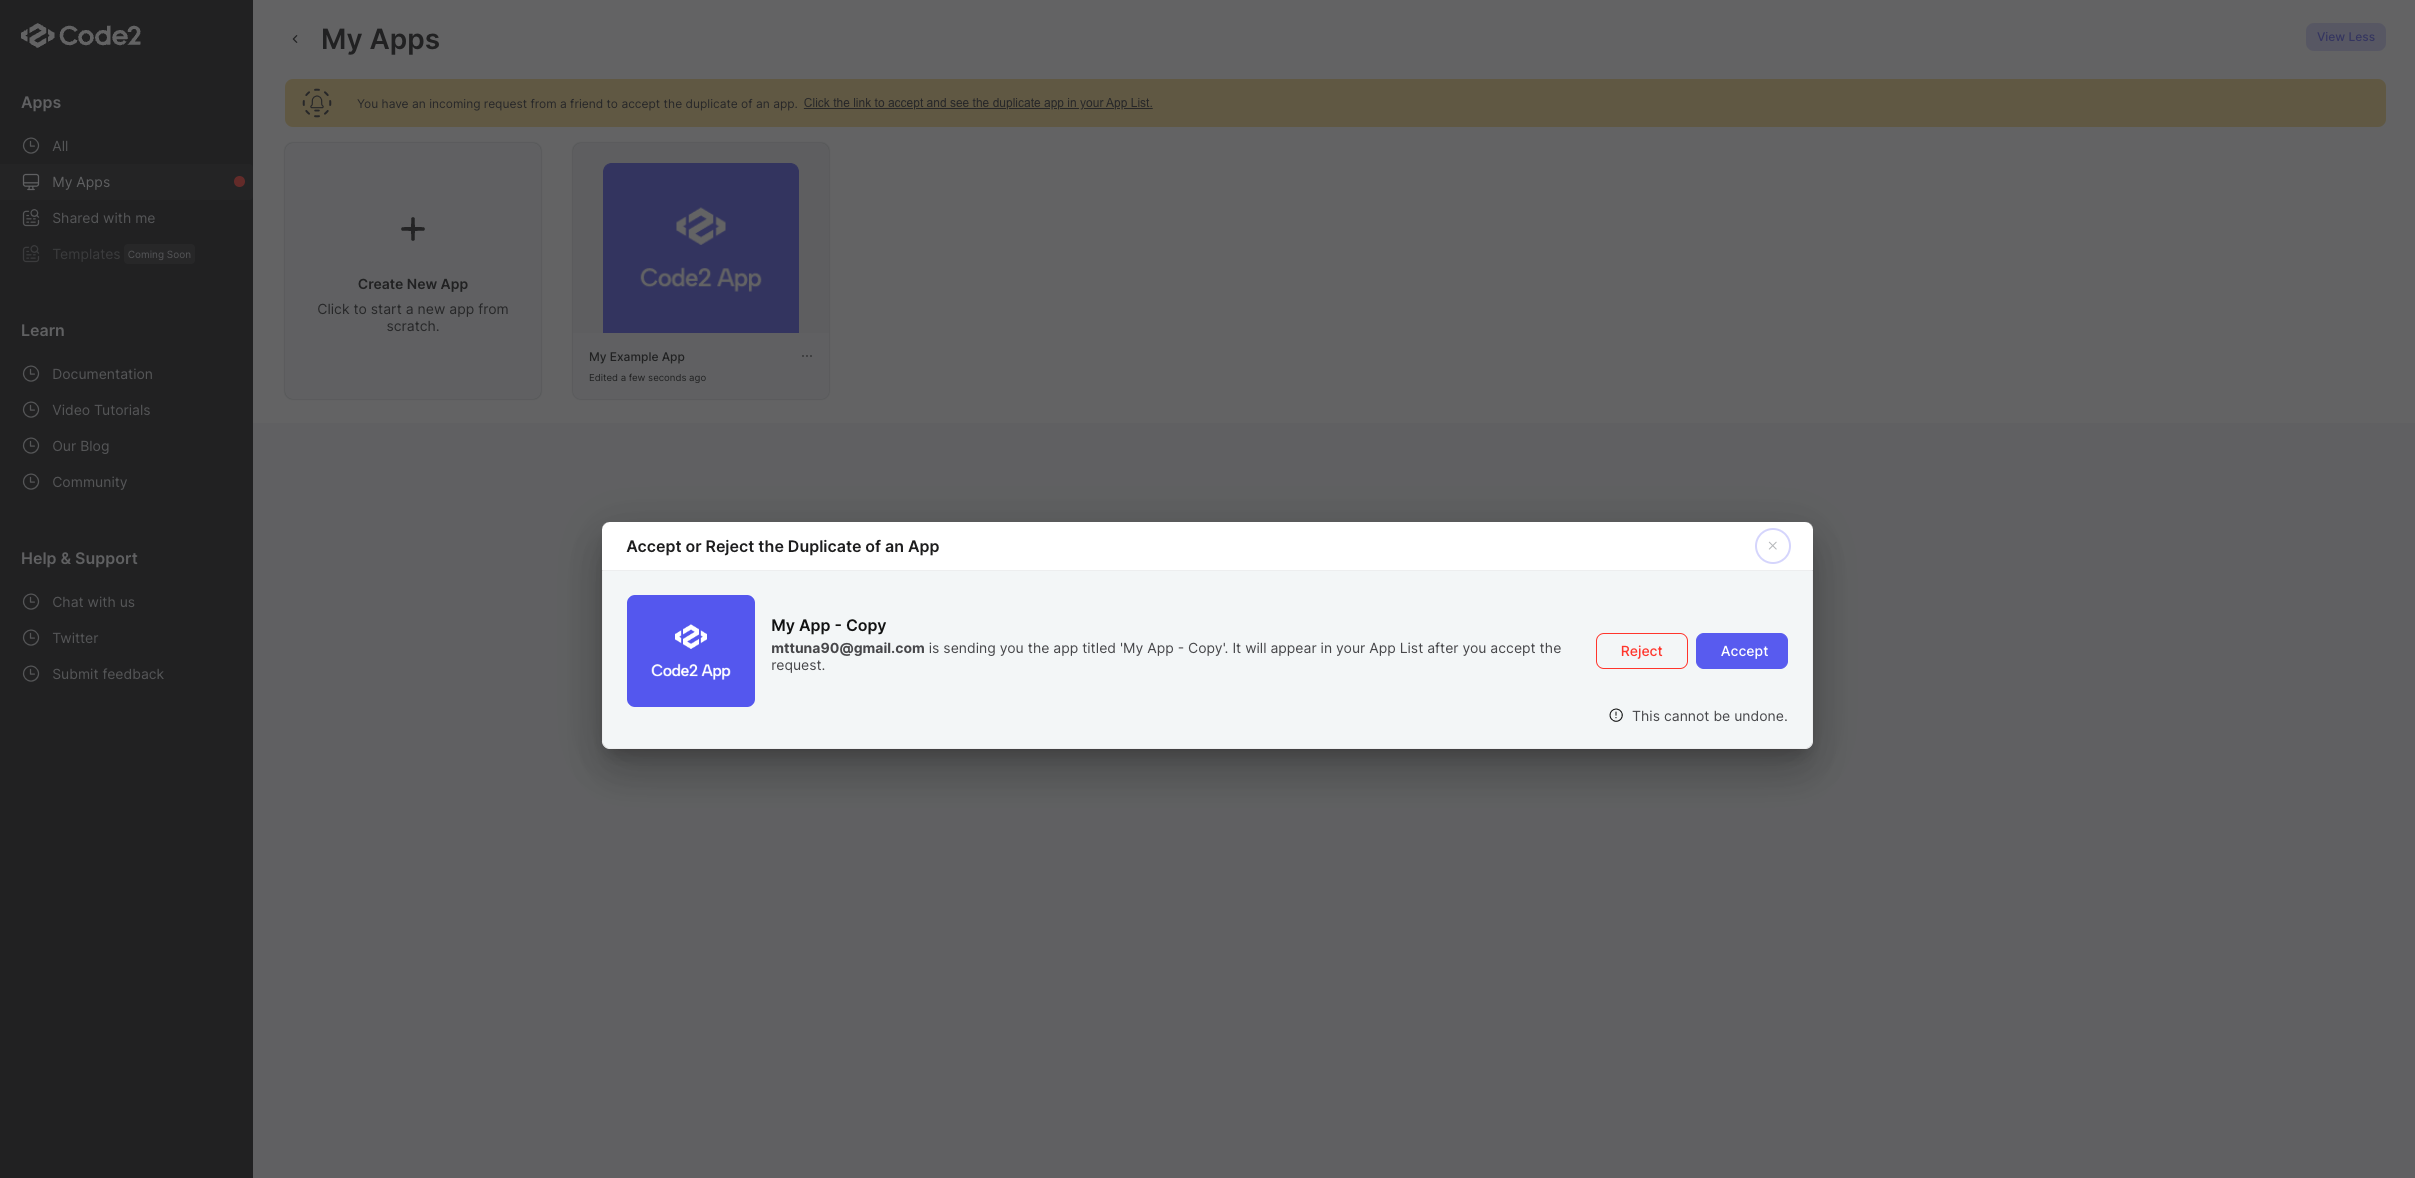 Code2
Apps
All
My Apps
Shared with me
Templates Coming Soon
Learn
Documentation
Video Tutorials
Our Blog
Community
Help & Support
Chat with us
Twitter
Submit feedback
My Apps
View Less
You have an incoming request from a friend to accept the duplicate of an app. Click the link to accept and see the duplicate app in your App List.
Create New App
Click to start a new app from
scratch.
Code2 App
My Example App
Edited a few seconds ago
Accept or Reject the Duplicate of an App
Code2 App
My App - Copy
mttuna90@gmail.com is sending you the app titled 'My App - Copy'. It will appear in your App List after you accept the
request.
Reject
Accept
This cannot be undone.